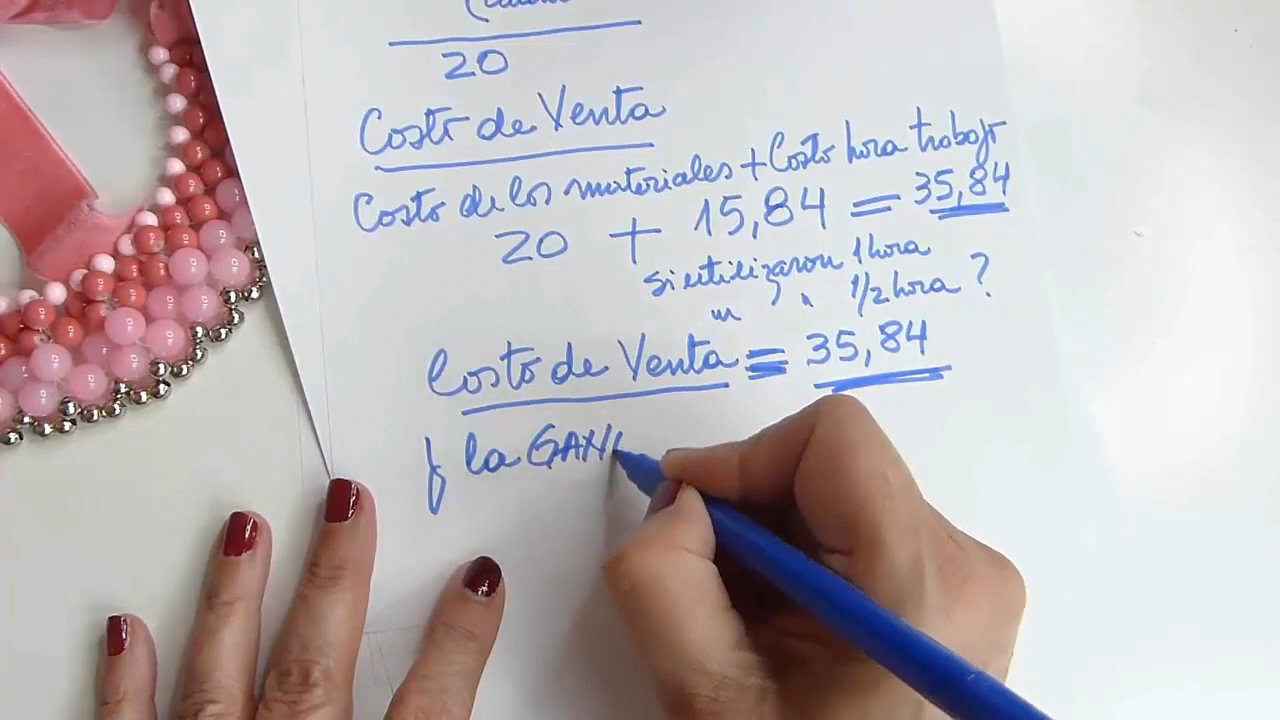 20
Costo de Venta
Costo de los materiales + Costo hora trabajo
20 + 15,84 = 35,84
si utilizaron 1 hora
" " 1/2 hora ?
Costo de Venta = 35,84
y la GAN